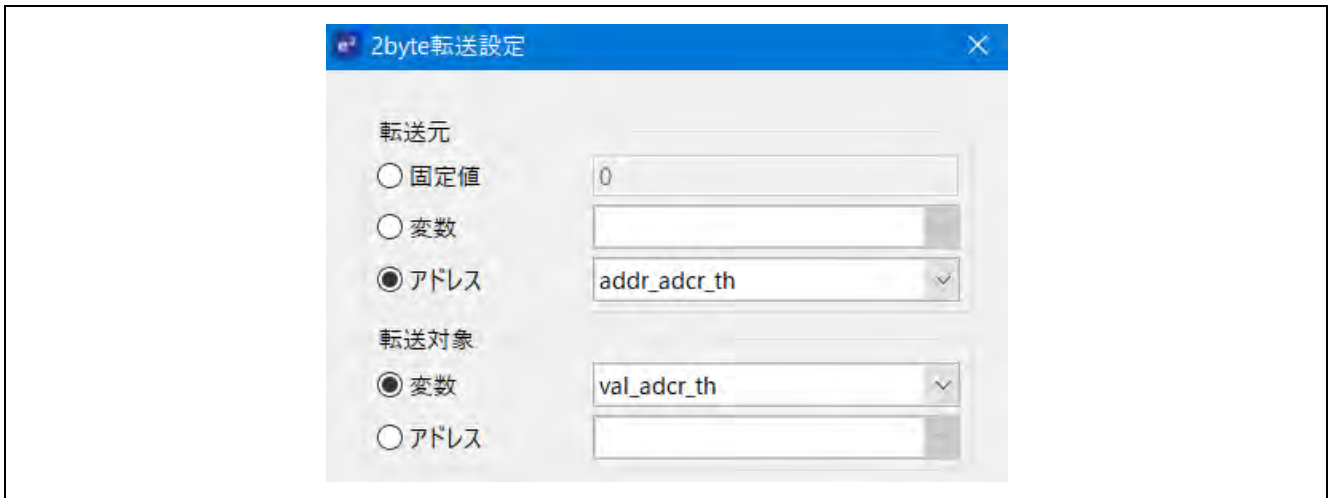 e² 2byte転送設定
転送元
固定値 0
変数
アドレス addr_adcr_th
転送対象
変数 val_adcr_th
アドレス